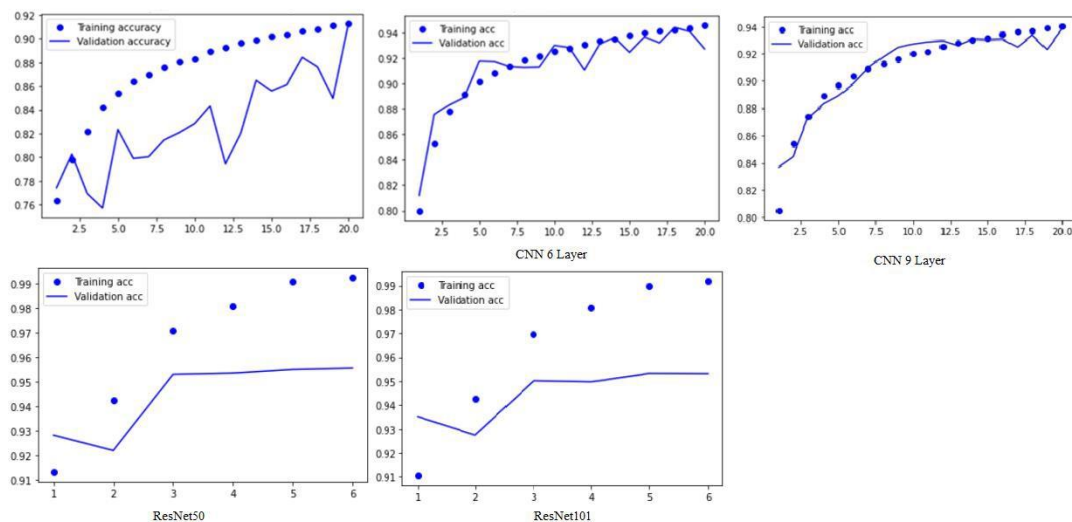 0.92
0.90
0.88
0.86
0.84
0.82
0.80
0.78
0.76
Training accuracy
Validation accuracy
2.5 5.0 7.5 10.0 12.5 15.0 17.5 20.0
0.94
0.92
0.90
0.88
0.86
0.84
0.82
0.80
Training acc
Validation acc
2.5 5.0 7.5 10.0 12.5 15.0 17.5 20.0
CNN 6 Layer
0.94
0.92
0.90
0.88
0.86
0.84
0.82
0.80
Training acc
Validation acc
2.5 5.0 7.5 10.0 12.5 15.0 17.5 20.0
CNN 9 Layer
0.99
0.98
0.97
0.96
0.95
0.94
0.93
0.92
0.91
Training acc
Validation acc
1 2 3 4 5 6
ResNet50
0.99
0.98
0.97
0.96
0.95
0.94
0.93
0.92
0.91
Training acc
Validation acc
1 2 3 4 5 6
ResNet101